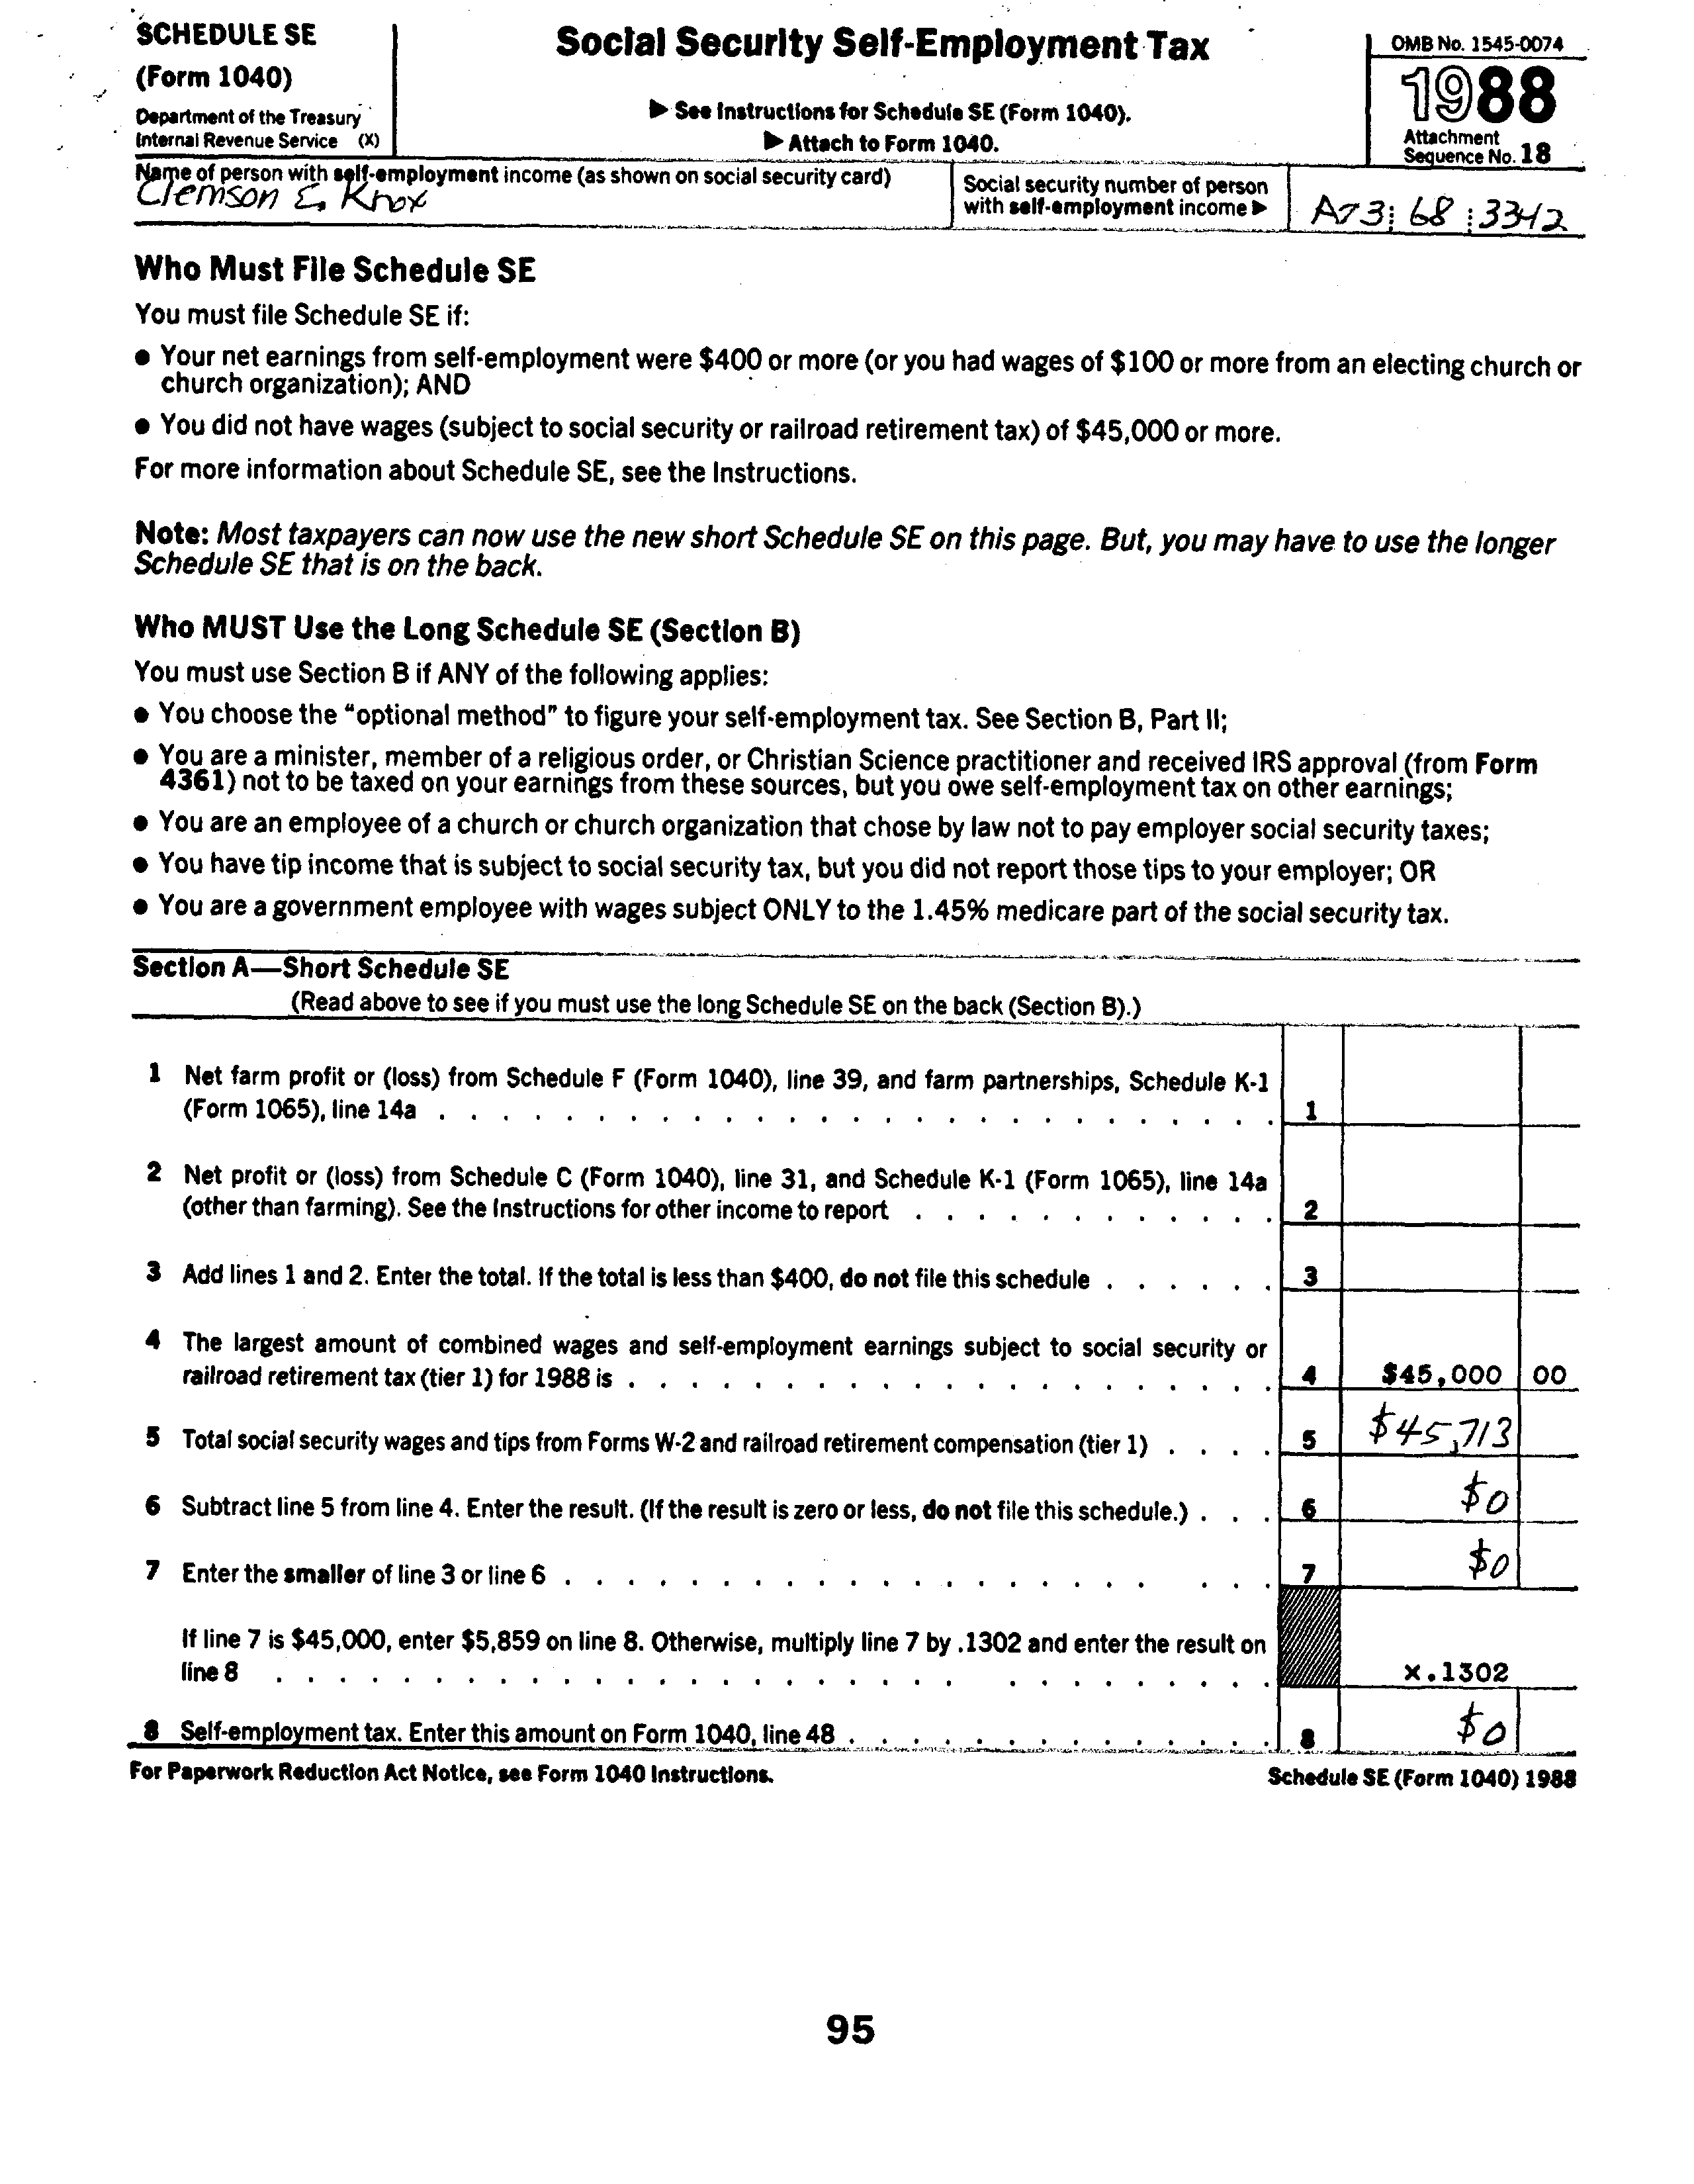 SCHEDULE SE
(Form 1040)
Department of the Treasury
Internal Revenue Service (X)
Social Security Self-Employment Tax
▶ See Instructions for Schedule SE (Form 1040).
▶ Attach to Form 1040.
OMB No. 1545-0074
1988
Attachment
Sequence No. 18
Name of person with self-employment income (as shown on social security card)
Clemson E. Knox
Social security number of person
with self-employment income ▶
A73 68 3342
Who Must File Schedule SE
You must file Schedule SE if:
● Your net earnings from self-employment were $400 or more (or you had wages of $100 or more from an electing church or
church organization); AND
● You did not have wages (subject to social security or railroad retirement tax) of $45,000 or more.
For more information about Schedule SE, see the Instructions.
Note: Most taxpayers can now use the new short Schedule SE on this page. But, you may have to use the longer
Schedule SE that is on the back.
Who MUST Use the Long Schedule SE (Section B)
You must use Section B if ANY of the following applies:
● You choose the "optional method" to figure your self-employment tax. See Section B, Part II;
● You are a minister, member of a religious order, or Christian Science practitioner and received IRS approval (from Form
4361) not to be taxed on your earnings from these sources, but you owe self-employment tax on other earnings;
● You are an employee of a church or church organization that chose by law not to pay employer social security taxes;
● You have tip income that is subject to social security tax, but you did not report those tips to your employer; OR
● You are a government employee with wages subject ONLY to the 1.45% medicare part of the social security tax.
Section A—Short Schedule SE
(Read above to see if you must use the long Schedule SE on the back (Section B).)
1 Net farm profit or (loss) from Schedule F (Form 1040), line 39, and farm partnerships, Schedule K-1
(Form 1065), line 14a . . . . . . . . . . . . . . . . . . . . . . . . . . . 1
2 Net profit or (loss) from Schedule C (Form 1040), line 31, and Schedule K-1 (Form 1065), line 14a
(other than farming). See the Instructions for other income to report . . . . . . . . . . . . 2
3 Add lines 1 and 2. Enter the total. If the total is less than $400, do not file this schedule . . . . . . 3
4 The largest amount of combined wages and self-employment earnings subject to social security or
railroad retirement tax (tier 1) for 1988 is . . . . . . . . . . . . . . . . . . . . . 4 $45,000 00
5 Total social security wages and tips from Forms W-2 and railroad retirement compensation (tier 1) . . . . 5 $45,713
6 Subtract line 5 from line 4. Enter the result. (If the result is zero or less, do not file this schedule.) . . . 6 $0
7 Enter the smaller of line 3 or line 6 . . . . . . . . . . . . . . . . . . . . . . 7 $0
If line 7 is $45,000, enter $5,859 on line 8. Otherwise, multiply line 7 by .1302 and enter the result on
line 8 . . . . . . . . . . . . . . . . . . . . . . . . . . . . . . . x.1302
8 Self-employment tax. Enter this amount on Form 1040, line 48 . . . . . . . . . . . . . . 8 $0
For Paperwork Reduction Act Notice, see Form 1040 Instructions.
Schedule SE (Form 1040) 1988
95